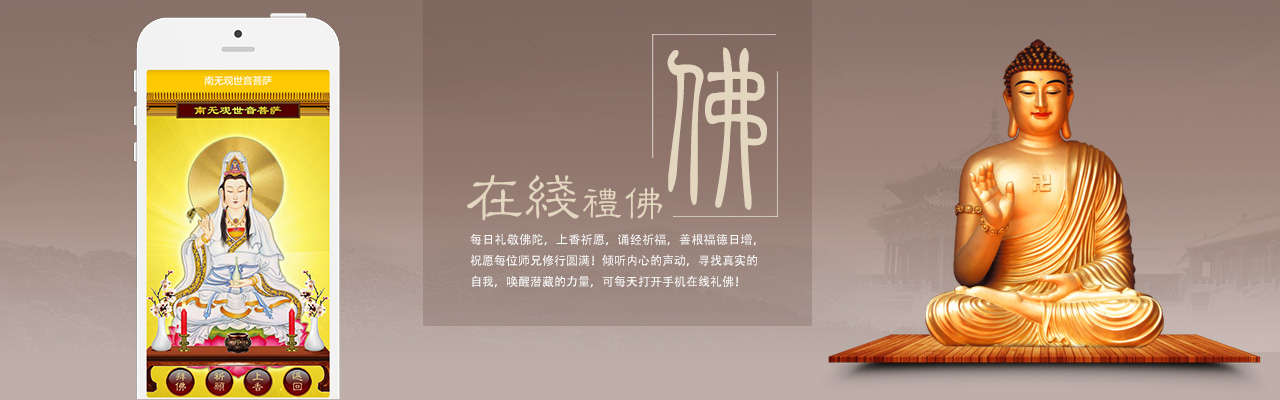 南无观世音菩萨
南无观世音菩萨
拜佛
祈願
上香
返回
佛
在綫禮佛
每日礼敬佛陀，上香祈愿，诵经祈福，善根福德日增，
祝愿每位师兄修行圆满！倾听内心的声动，寻找真实的
自我，唤醒潜藏的力量，可每天打开手机在线礼佛！
卍